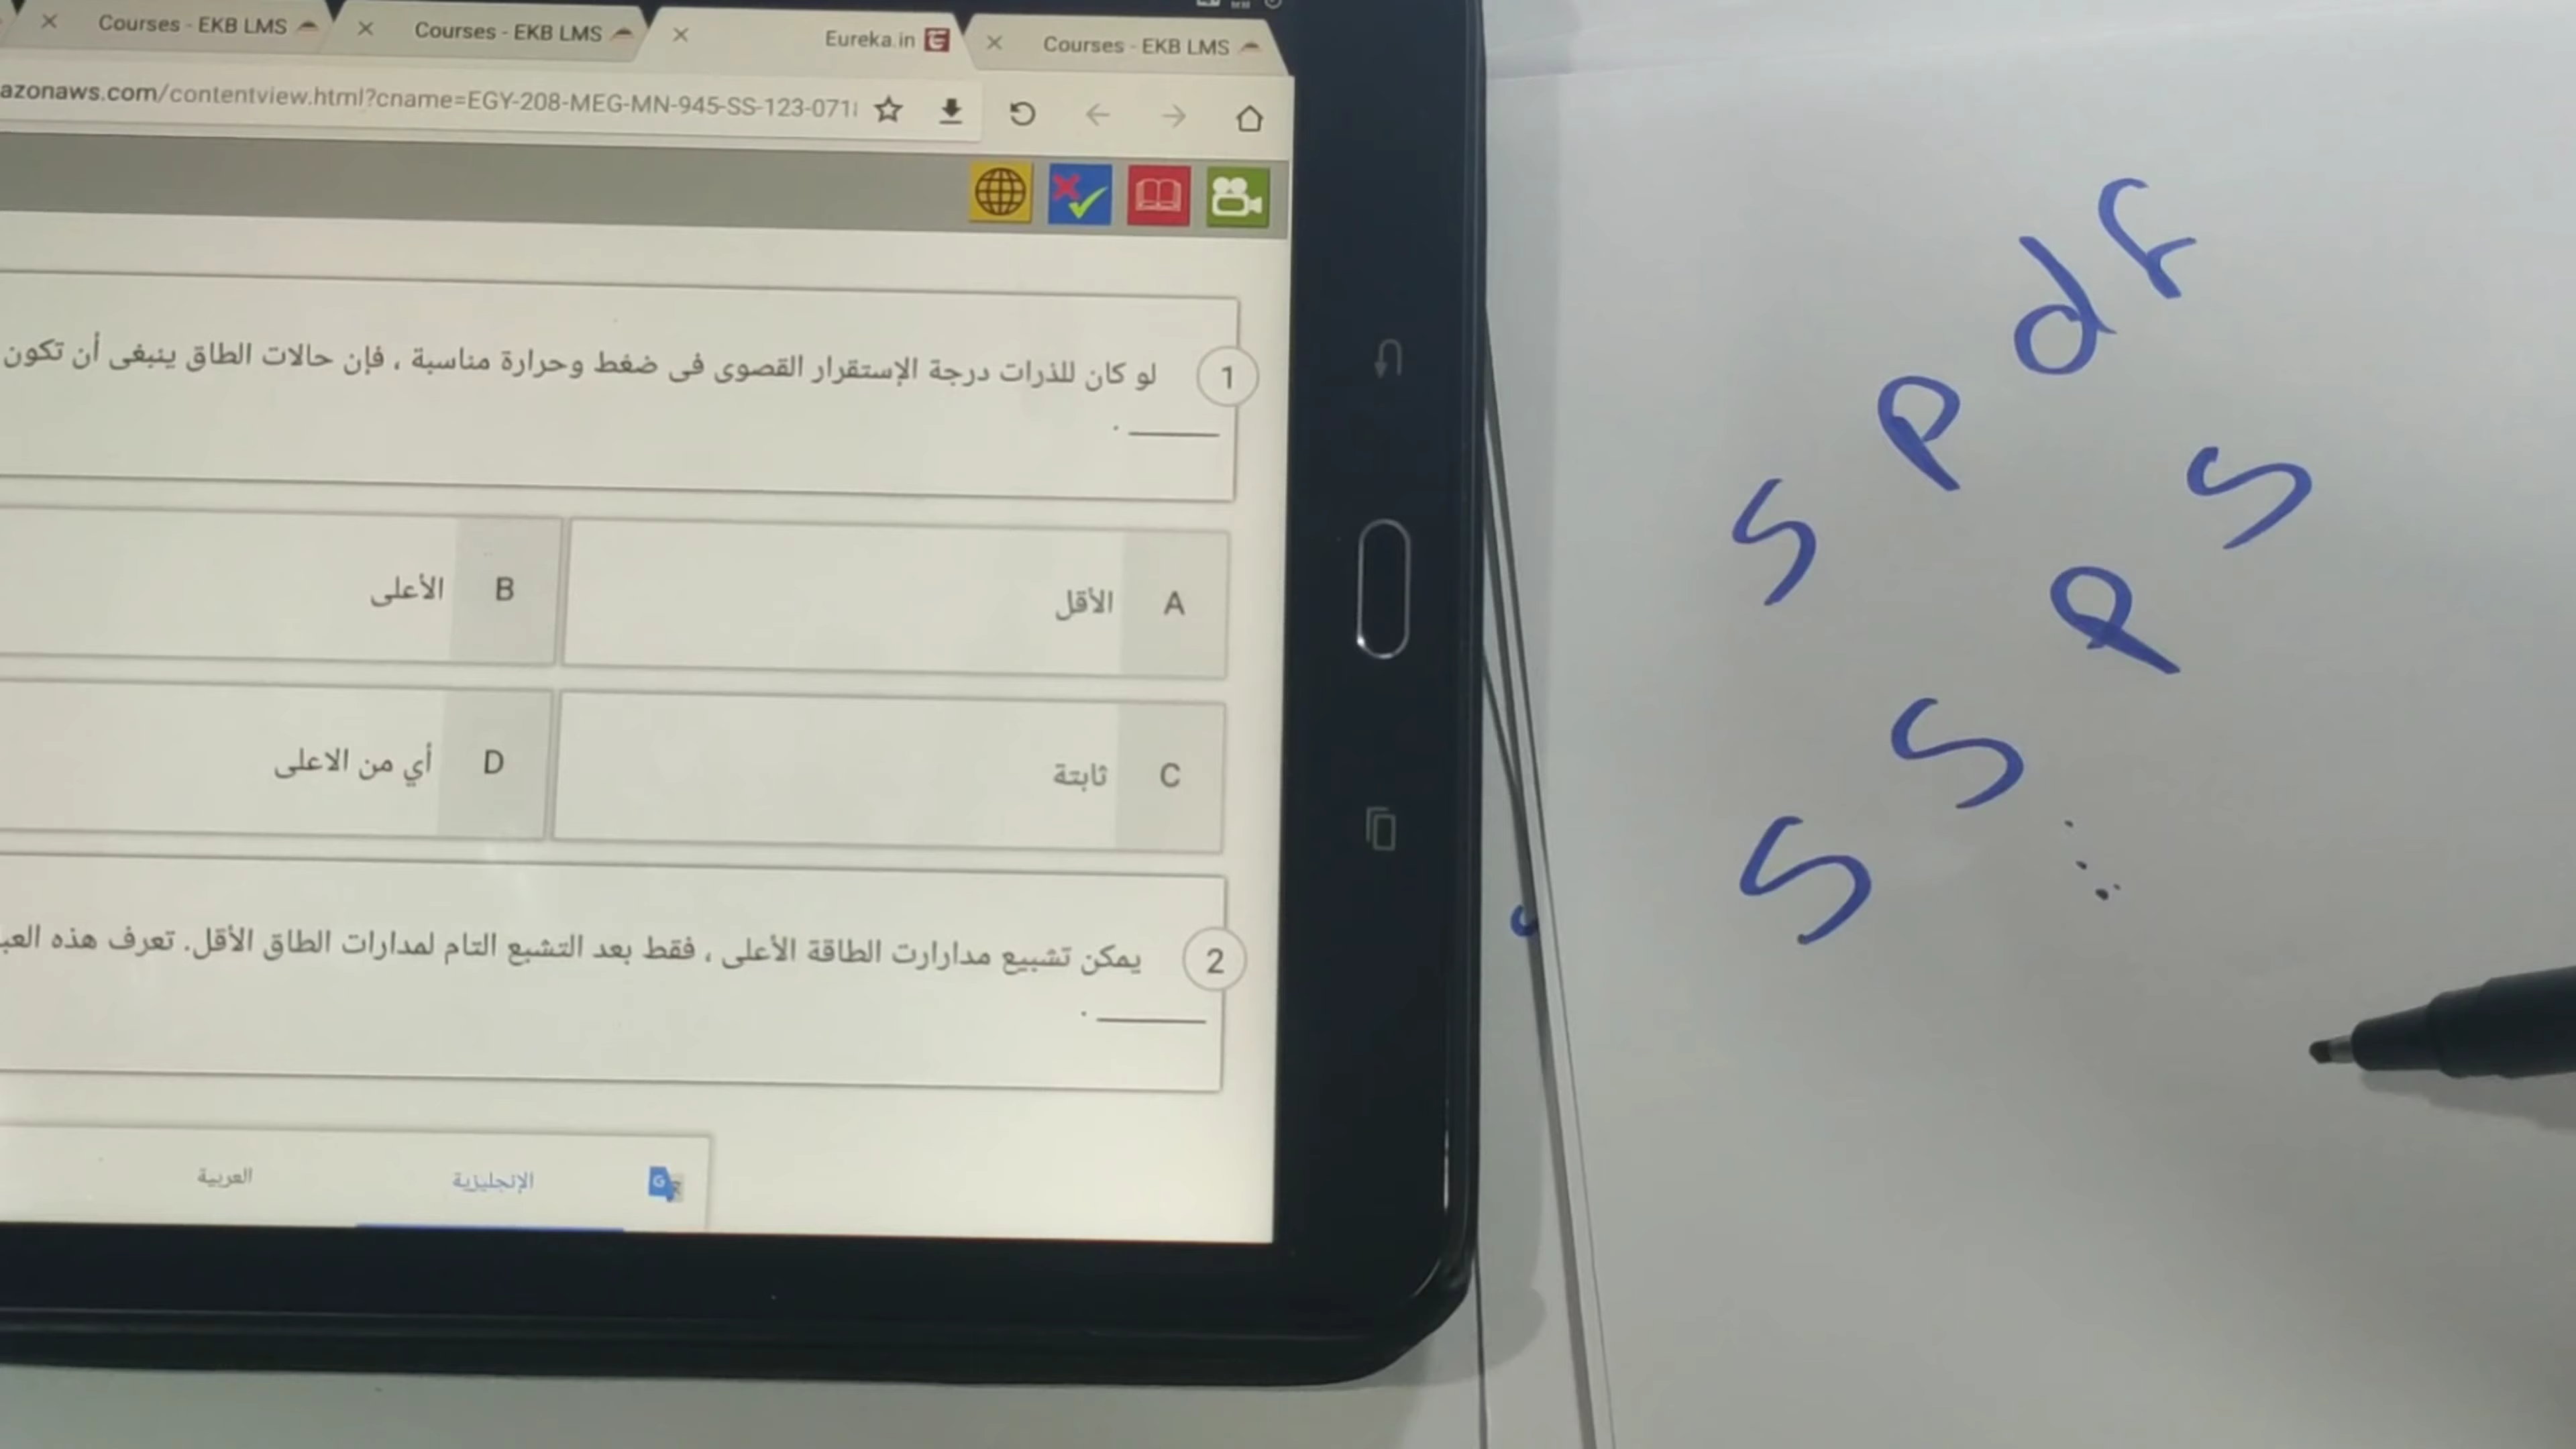 Courses - EKB LMS
Courses - EKB LMS
Eureka.in
Courses - EKB LMS
azonaws.com/contentview.html?cname=EGY-208-MEG-MN-945-SS-123-071
1
لو كان للذرات درجة الإستقرار القصوى فى ضغط وحرارة مناسبة ، فإن حالات الطاق ينبغى أن تكون
______ .
A الأقل
B الأعلى
C ثابتة
D أي من الاعلى
2
يمكن تشبيع مدارارت الطاقة الأعلى ، فقط بعد التشبع التام لمدارات الطاق الأقل. تعرف هذه
______ .
الإنجليزية
العربية
S P d f
S P S
S